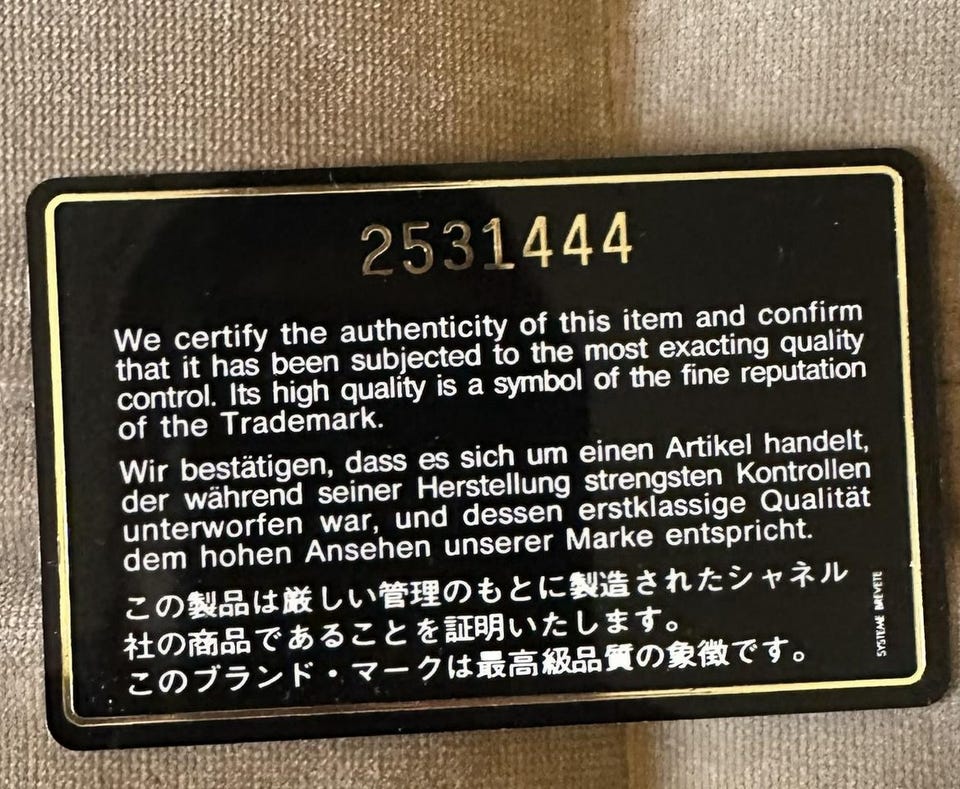 2531444
We certify the authenticity of this item and confirm
that it has been subjected to the most exacting quality
control. Its high quality is a symbol of the fine reputation
of the Trademark.
Wir bestätigen, dass es sich um einen Artikel handelt,
der während seiner Herstellung strengsten Kontrollen
unterworfen war, und dessen erstklassige Qualität
dem hohen Ansehen unserer Marke entspricht.
この製品は厳しい管理のもとに製造されたシャネル
社の商品であることを証明いたします。
このブランド・マークは最高級品質の象徴です。
SYSTEME BREVETE